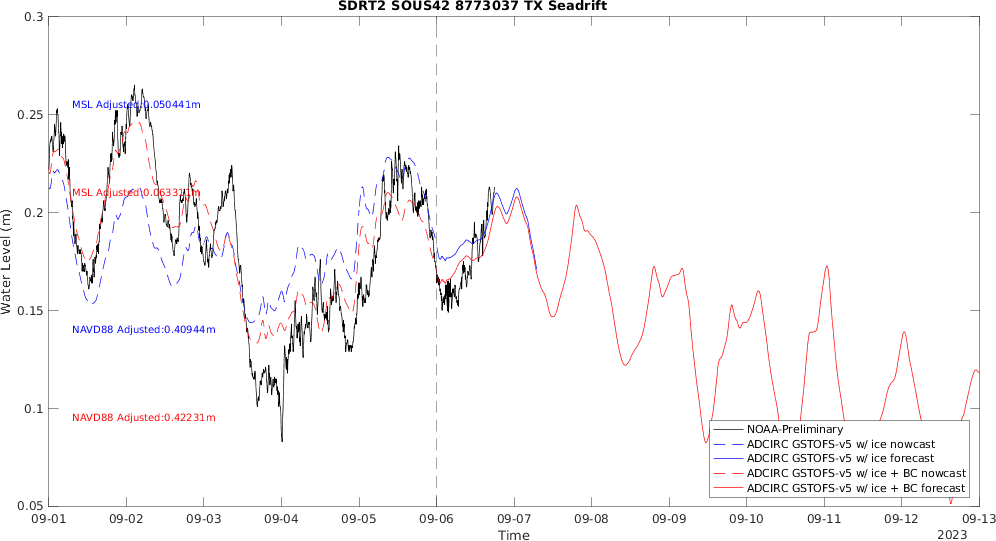 SDRT2 SOUS42 8773037 TX Seadrift
0.3
0.25
0.2
0.15
0.1
0.05
Water Level (m)
MSL Adjusted:0.050441m
MSL Adjusted:0.06331
NAVD88 Adjusted:0.40944m
NAVD88 Adjusted:0.42231m
NOAA-Preliminary
ADCIRC GSTOFS-v5 w/ ice nowcast
ADCIRC GSTOFS-v5 w/ ice forecast
ADCIRC GSTOFS-v5 w/ ice + BC nowcast
ADCIRC GSTOFS-v5 w/ ice + BC forecast
09-01 09-02 09-03 09-04 09-05 09-06 09-07 09-08 09-09 09-10 09-11 09-12 09-13
Time
2023